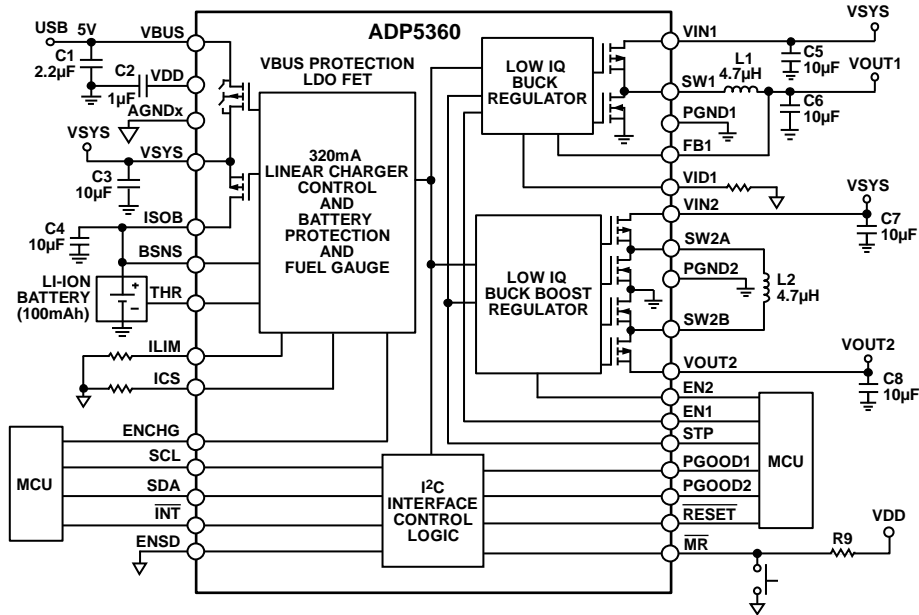 ADP5360
USB 5V
VBUS
C1
2.2µF
C2
1µF
VDD
AGNDx
VSYS
VSYS
C3
10µF
C4
10µF
ISOB
BSNS
LI-ION
BATTERY
(100mAh)
+
−
THR
ILIM
ICS
MCU
ENCHG
SCL
SDA
INT
ENSD
VBUS PROTECTION
LDO FET
320mA
LINEAR CHARGER
CONTROL
AND
BATTERY
PROTECTION
AND
FUEL GAUGE
LOW IQ
BUCK
REGULATOR
LOW IQ
BUCK BOOST
REGULATOR
I²C
INTERFACE
CONTROL
LOGIC
VIN1
VSYS
C5
10µF
L1
4.7µH
SW1
VOUT1
C6
10µF
PGND1
FB1
VID1
VSYS
VIN2
C7
10µF
SW2A
PGND2
L2
4.7µH
SW2B
VOUT2
VOUT2
C8
10µF
EN2
EN1
STP
PGOOD1
PGOOD2
RESET
MCU
MR
R9
VDD